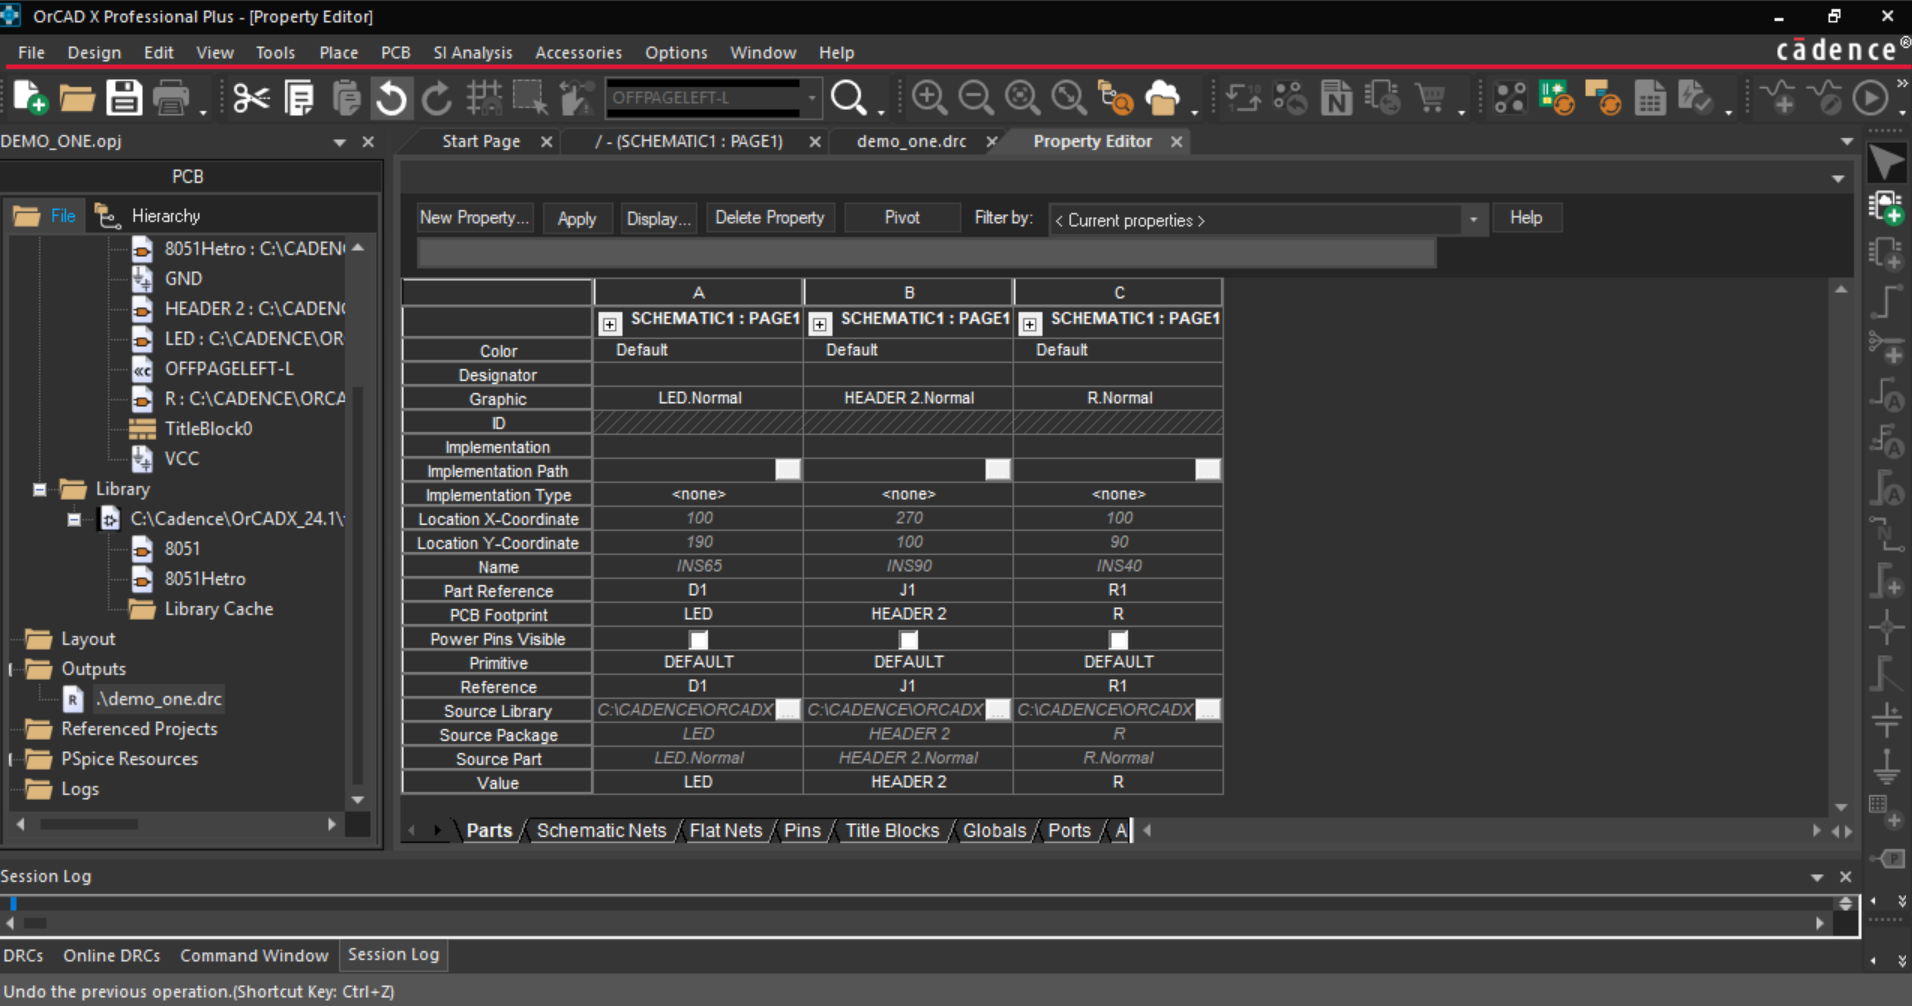 OrCAD X Professional Plus - [Property Editor]
File Design Edit View Tools Place PCB SI Analysis Accessories Options Window Help
cādence®
OFFPAGELEFT-L
DEMO_ONE.opj
Start Page
/ - (SCHEMATIC1 : PAGE1)
demo_one.drc
Property Editor
PCB
File
Hierarchy
8051Hetro : C:\CADEN
GND
HEADER 2 : C:\CADEN
LED : C:\CADENCE\OR
OFFPAGELEFT-L
R : C:\CADENCE\ORCA
TitleBlock0
VCC
Library
C:\Cadence\OrCADX_24.1\
8051
8051Hetro
Library Cache
Layout
Outputs
.\demo_one.drc
Referenced Projects
PSpice Resources
Logs
New Property... Apply Display... Delete Property Pivot Filter by: < Current properties > Help
A B C
SCHEMATIC1 : PAGE1 SCHEMATIC1 : PAGE1 SCHEMATIC1 : PAGE1
Color Default Default Default
Designator
Graphic LED.Normal HEADER 2.Normal R.Normal
ID
Implementation
Implementation Path
Implementation Type <none> <none> <none>
Location X-Coordinate 100 270 100
Location Y-Coordinate 190 100 90
Name INS65 INS90 INS40
Part Reference D1 J1 R1
PCB Footprint LED HEADER 2 R
Power Pins Visible
Primitive DEFAULT DEFAULT DEFAULT
Reference D1 J1 R1
Source Library C:\CADENCE\ORCADX ... C:\CADENCE\ORCADX ... C:\CADENCE\ORCADX ...
Source Package LED HEADER 2 R
Source Part LED.Normal HEADER 2.Normal R.Normal
Value LED HEADER 2 R
Parts Schematic Nets Flat Nets Pins Title Blocks Globals Ports A
Session Log
DRCs Online DRCs Command Window Session Log
Undo the previous operation.(Shortcut Key: Ctrl+Z)